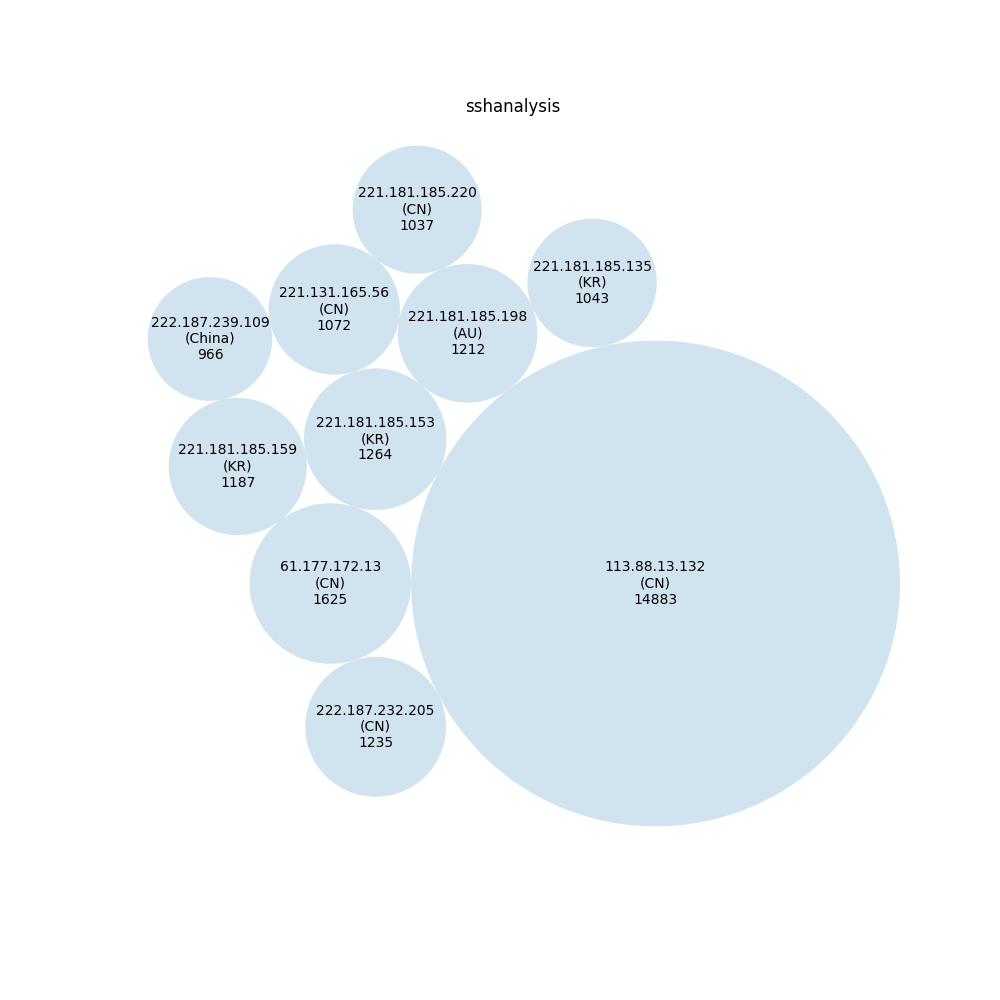 sshanalysis
221.181.185.220
(CN)
1037
221.181.185.135
(KR)
1043
221.131.165.56
(CN)
1072
221.181.185.198
(AU)
1212
222.187.239.109
(China)
966
221.181.185.153
(KR)
1264
221.181.185.159
(KR)
1187
61.177.172.13
(CN)
1625
113.88.13.132
(CN)
14883
222.187.232.205
(CN)
1235